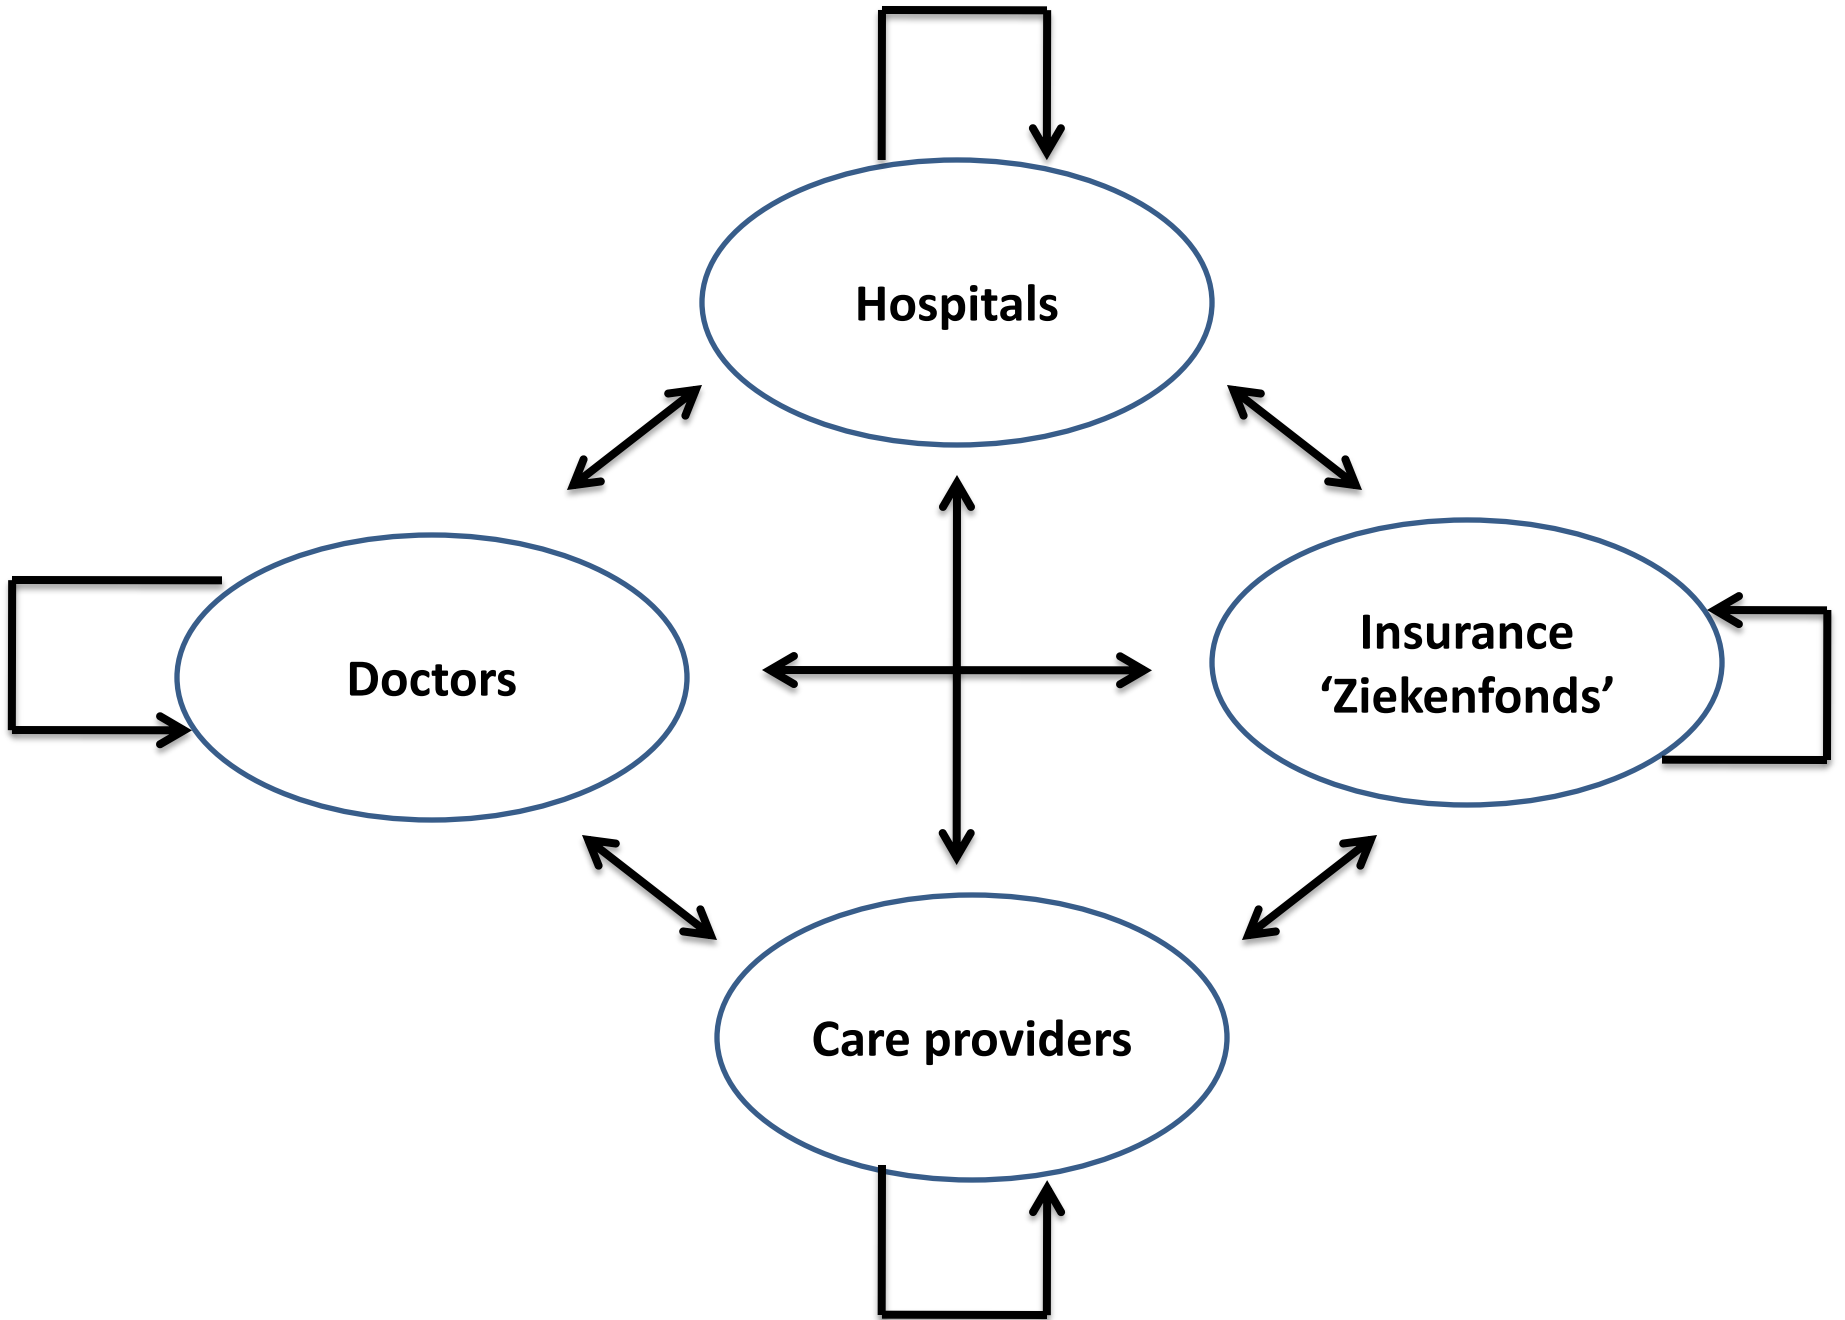 Hospitals
Doctors
Insurance
‘Ziekenfonds’
Care providers